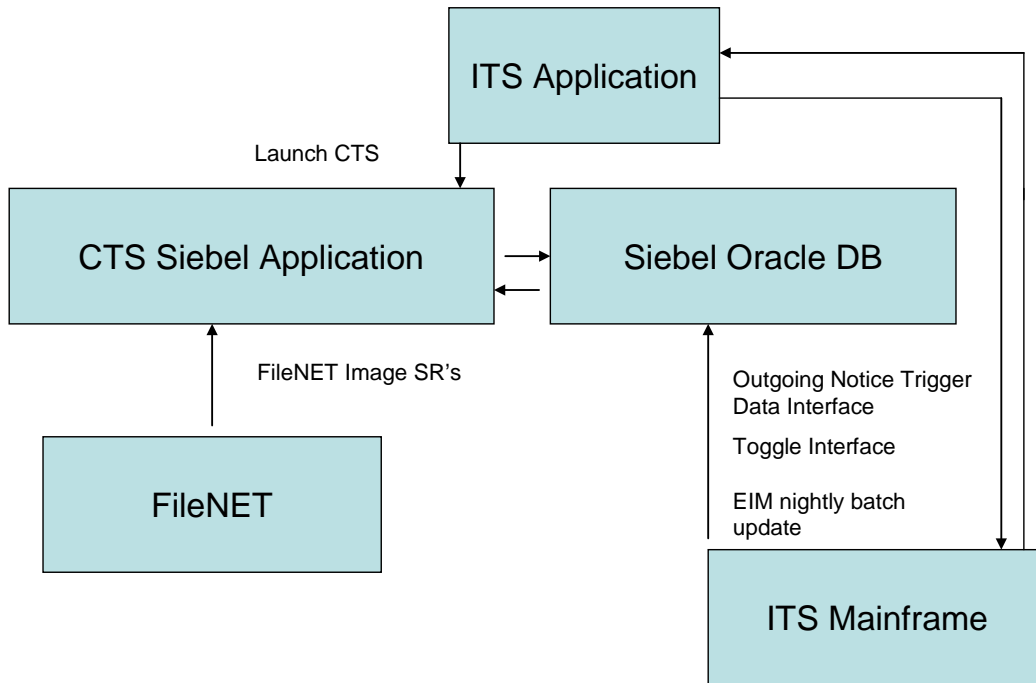 ITS Application
Launch CTS
CTS Siebel Application
Siebel Oracle DB
FileNET Image SR's
Outgoing Notice Trigger
Data Interface
Toggle Interface
FileNET
EIM nightly batch
update
ITS Mainframe